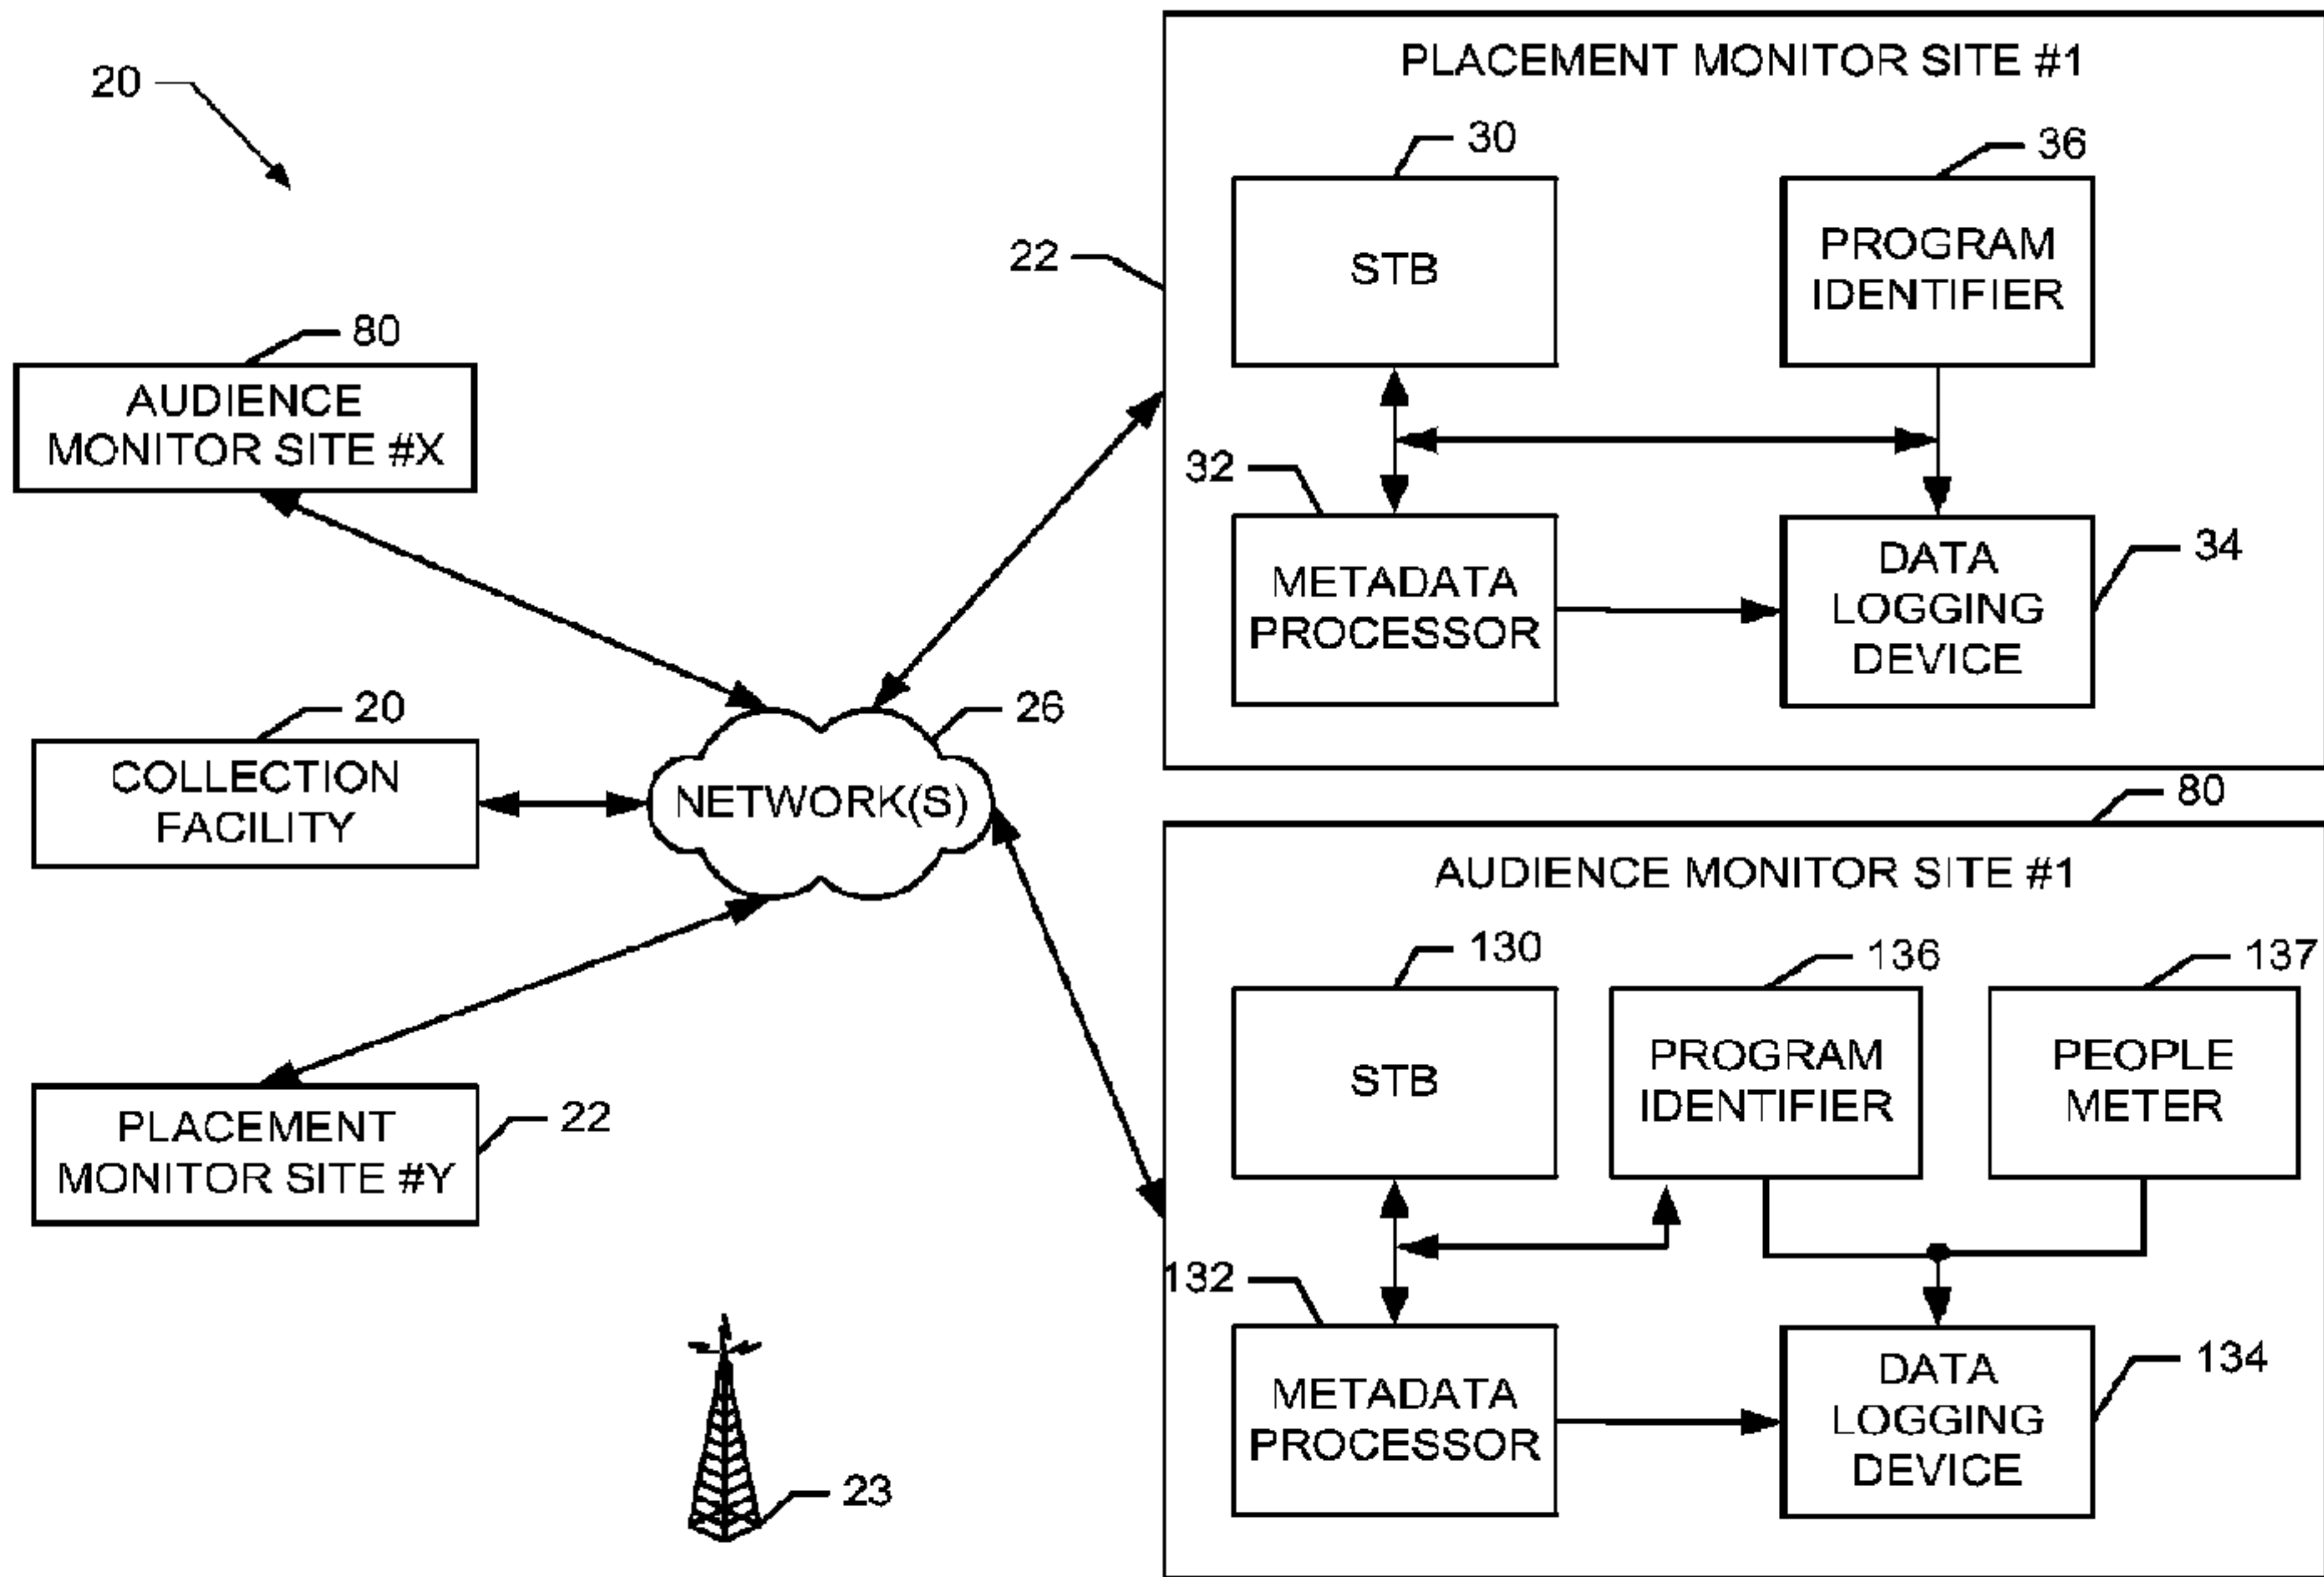 20
80
AUDIENCE
MONITOR SITE #X
20
COLLECTION
FACILITY
26
NETWORK(S)
PLACEMENT
MONITOR SITE #Y
22
23
22
PLACEMENT MONITOR SITE #1
30
STB
36
PROGRAM
IDENTIFIER
32
METADATA
PROCESSOR
DATA
LOGGING
DEVICE
34
80
AUDIENCE MONITOR SITE #1
130
STB
136
PROGRAM
IDENTIFIER
137
PEOPLE
METER
132
METADATA
PROCESSOR
DATA
LOGGING
DEVICE
134